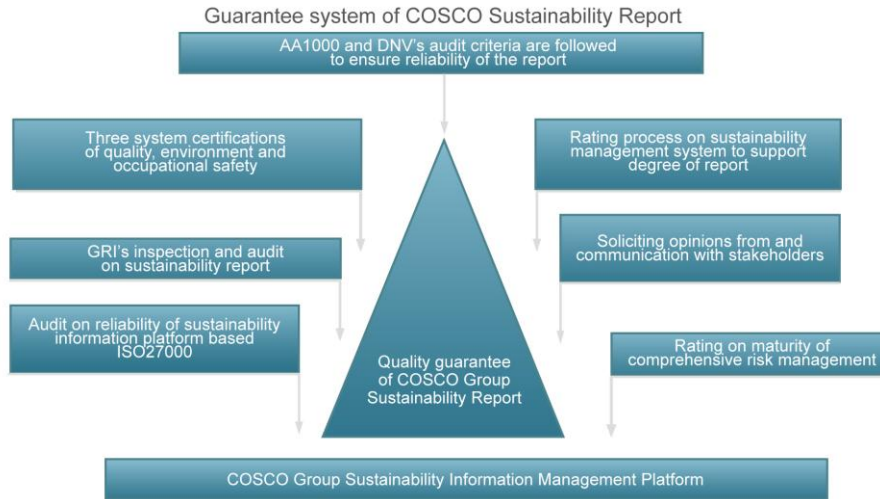 Guarantee system of COSCO Sustainability Report
AA1000 and DNV's audit criteria are followed
to ensure reliability of the report
Three system certifications
of quality, environment and
occupational safety
Rating process on sustainability
management system to support
degree of report
GRI's inspection and audit
on sustainability report
Soliciting opinions from and
communication with stakeholders
Audit on reliability of sustainability
information platform based
ISO27000
Rating on maturity of
comprehensive risk management
Quality guarantee
of COSCO Group
Sustainability Report
COSCO Group Sustainability Information Management Platform